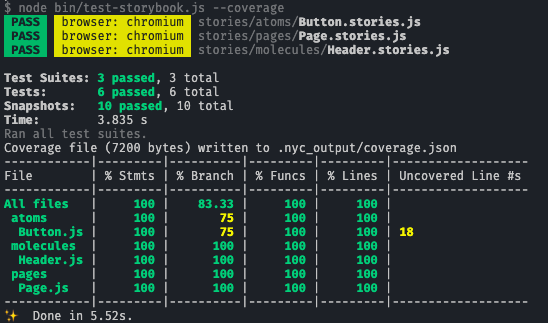 $ node bin/test-storybook.js --coverage
PASS browser: chromium stories/atoms/Button.stories.js
PASS browser: chromium stories/pages/Page.stories.js
PASS browser: chromium stories/molecules/Header.stories.js
Test Suites: 3 passed, 3 total
Tests: 6 passed, 6 total
Snapshots: 10 passed, 10 total
Time: 3.835 s
Ran all test suites.
Coverage file (7200 bytes) written to .nyc_output/coverage.json
------------|---------|----------|---------|---------|-------------------
File | % Stmts | % Branch | % Funcs | % Lines | Uncovered Line #s
------------|---------|----------|---------|---------|-------------------
All files | 100 | 83.33 | 100 | 100 |
atoms | 100 | 75 | 100 | 100 |
Button.js | 100 | 75 | 100 | 100 | 18
molecules | 100 | 100 | 100 | 100 |
Header.js | 100 | 100 | 100 | 100 |
pages | 100 | 100 | 100 | 100 |
Page.js | 100 | 100 | 100 | 100 |
------------|---------|----------|---------|---------|-------------------
✨ Done in 5.52s.